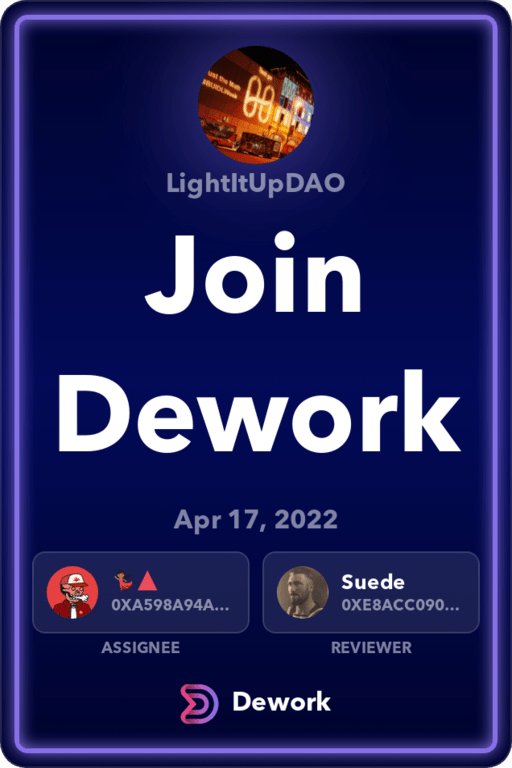 LightItUpDAO
Join
Dework
Apr 17, 2022
💃🏾🔺
0XA598A94A...
Suede
0XE8ACC090...
ASSIGNEE
REVIEWER
Dework